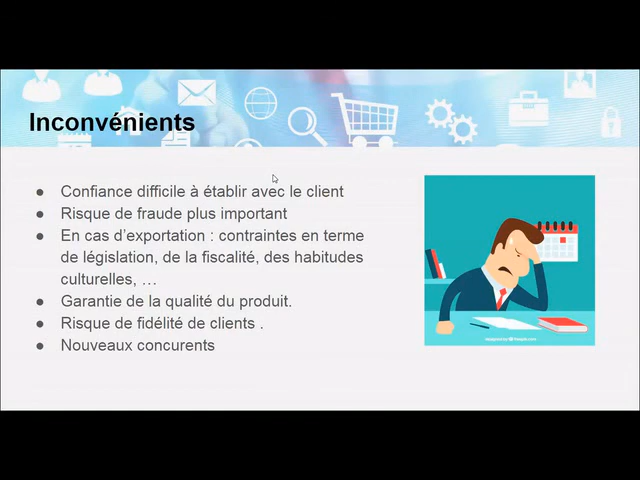 Inconvénients
● Confiance difficile à établir avec le client
● Risque de fraude plus important
● En cas d'exportation : contraintes en terme
de législation, de la fiscalité, des habitudes
culturelles, …
● Garantie de la qualité du produit.
● Risque de fidélité de clients .
● Nouveaux concurents